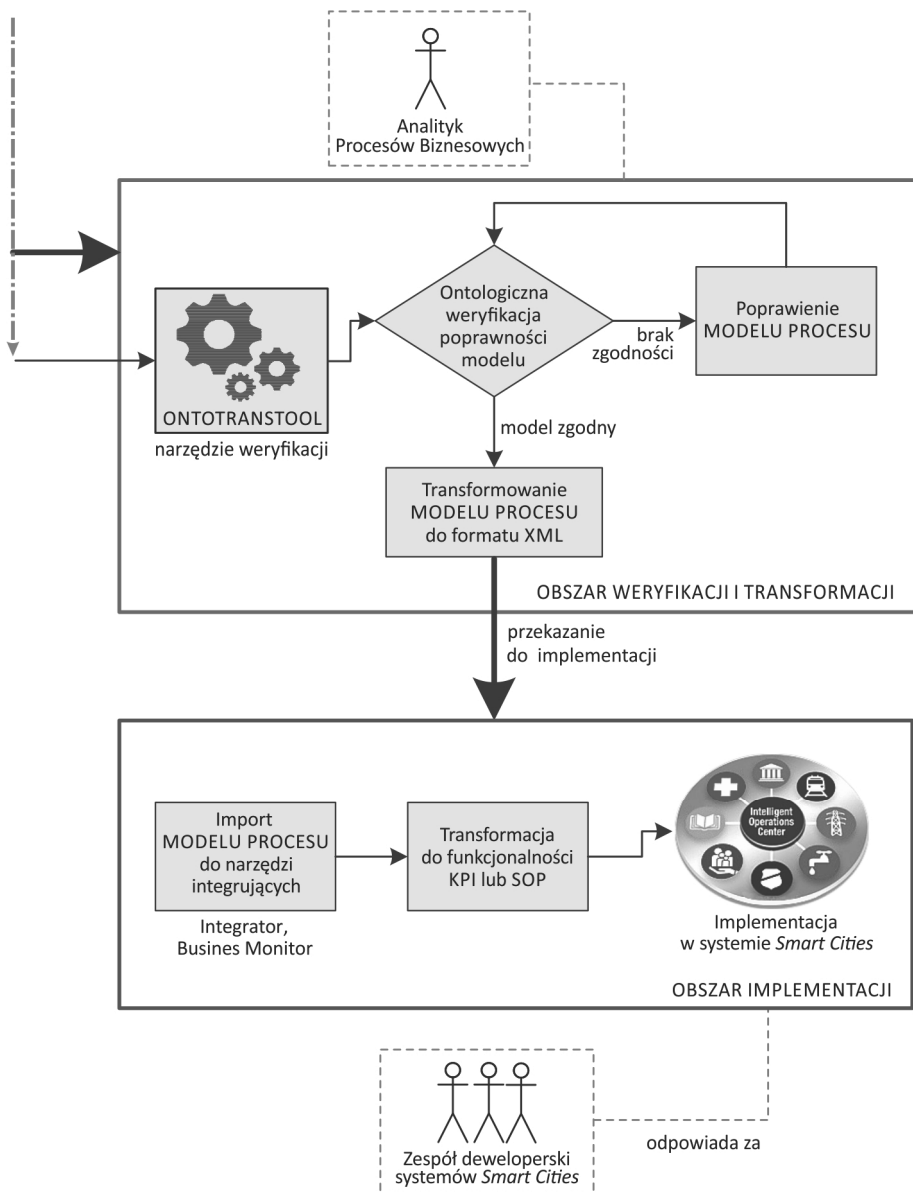 Analityk
Procesów Biznesowych
Ontologiczna
weryfikacja
poprawności
modelu
brak
zgodności
Poprawienie
MODELU PROCESU
ONTOTRANSTOOL
narzędzie weryfikacji
model zgodny
Transformowanie
MODELU PROCESU
do formatu XML
OBSZAR WERYFIKACJI I TRANSFORMACJI
przekazanie
do implementacji
Import
MODELU PROCESU
do narzędzi
integrujących
Integrator,
Busines Monitor
Transformacja
do funkcjonalności
KPI lub SOP
Intelligent
Operations
Center
Implementacja
w systemie Smart Cities
OBSZAR IMPLEMENTACJI
Zespół deweloperski
systemów Smart Cities
odpowiada za